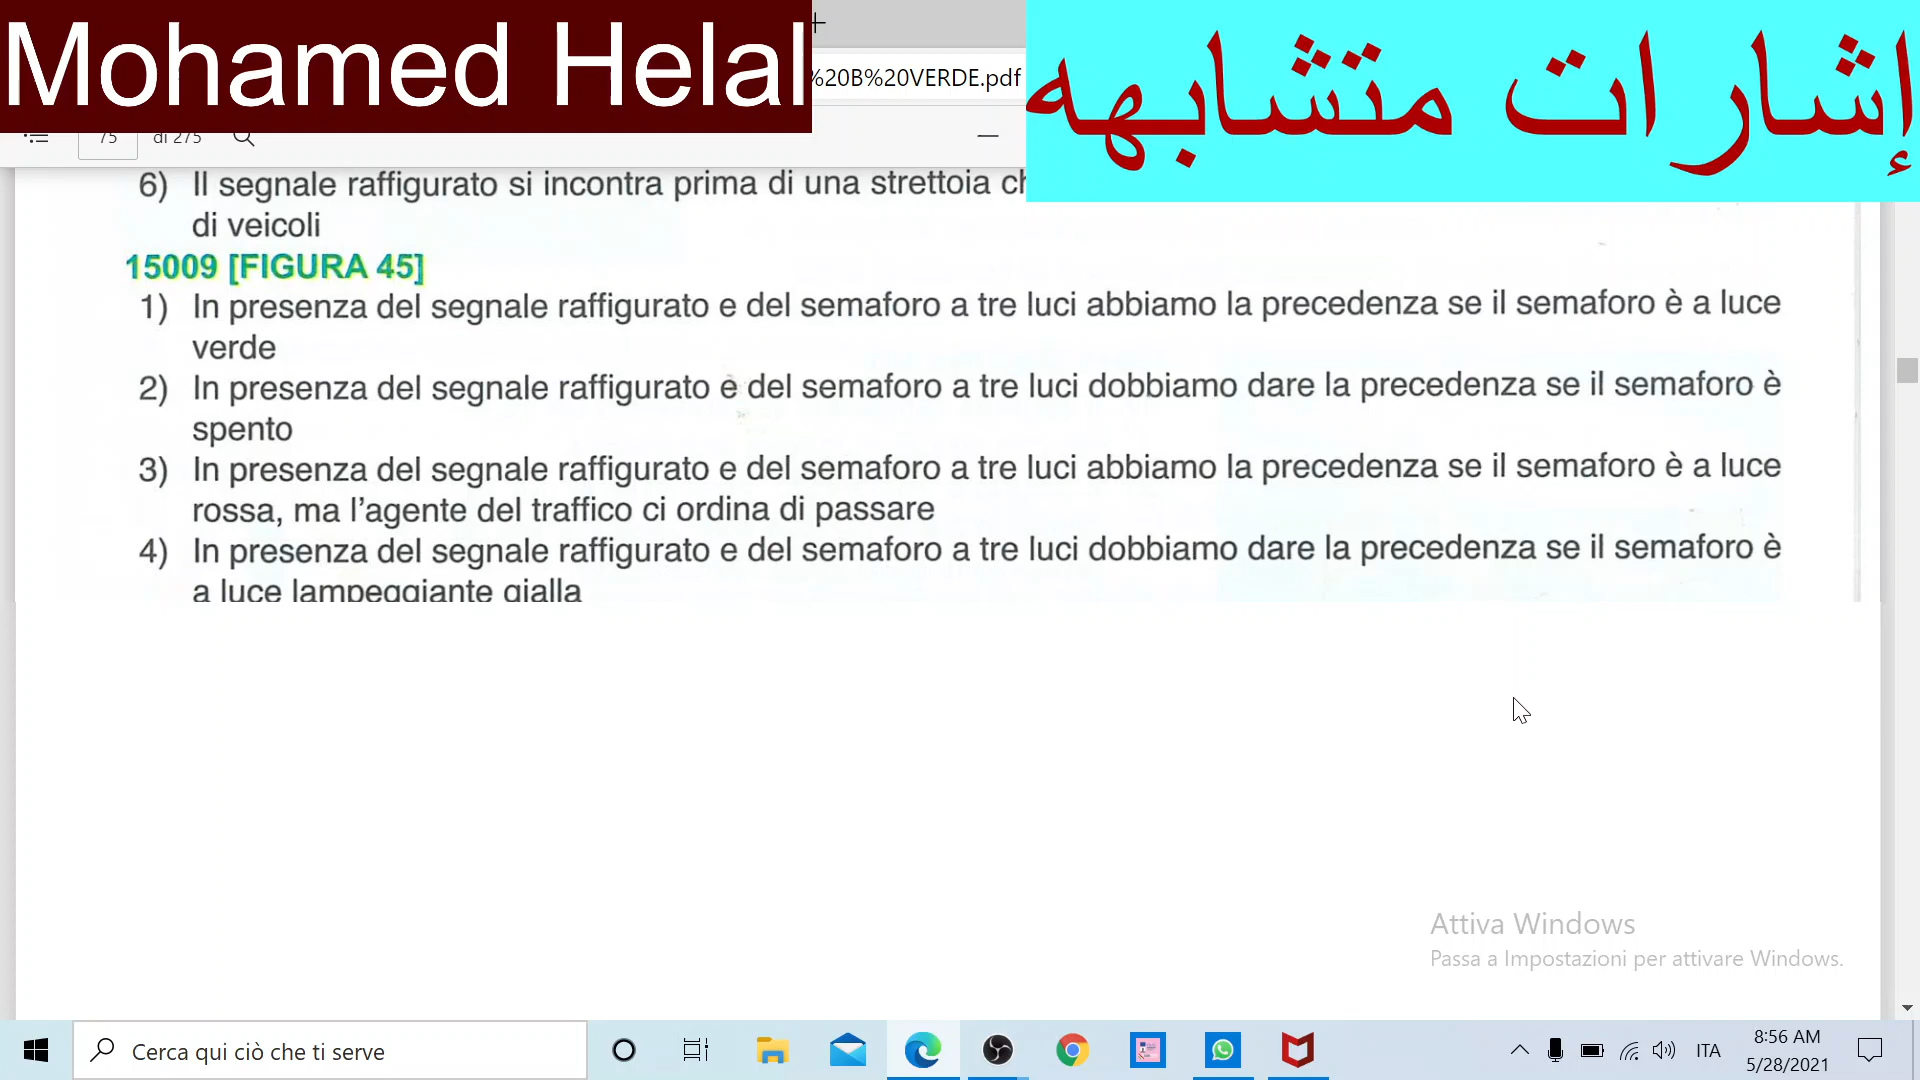 Mohamed Helal
إشارات متشابهه
%20B%20VERDE.pdf
75 di 275
6) Il segnale raffigurato si incontra prima di una strettoia
di veicoli
15009 [FIGURA 45]
1) In presenza del segnale raffigurato e del semaforo a tre luci abbiamo la precedenza se il semaforo è a luce
verde
2) In presenza del segnale raffigurato e del semaforo a tre luci dobbiamo dare la precedenza se il semaforo è
spento
3) In presenza del segnale raffigurato e del semaforo a tre luci abbiamo la precedenza se il semaforo è a luce
rossa, ma l'agente del traffico ci ordina di passare
4) In presenza del segnale raffigurato e del semaforo a tre luci dobbiamo dare la precedenza se il semaforo è
a luce lampeggiante gialla
Attiva Windows
Passa a Impostazioni per attivare Windows.
Cerca qui ciò che ti serve
ITA
8:56 AM
5/28/2021